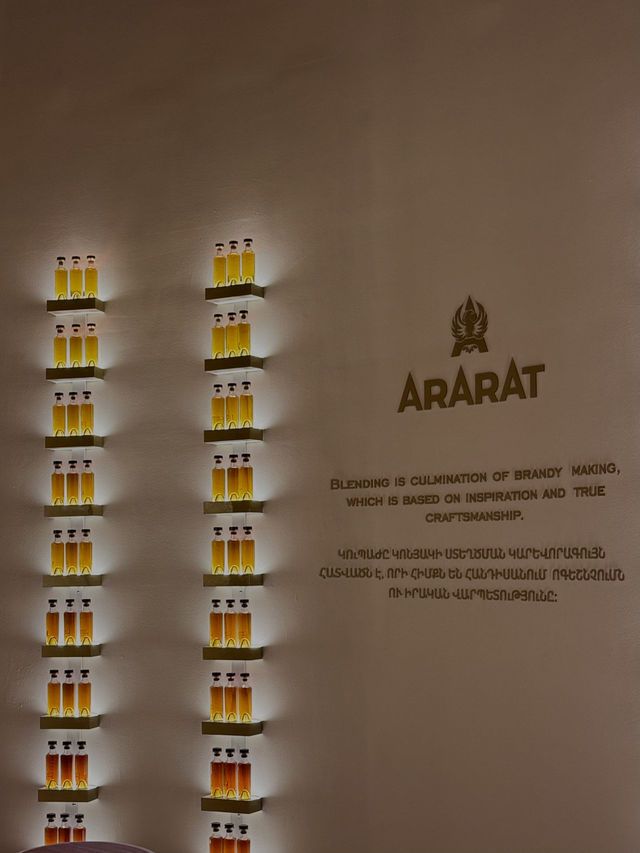 ARARAT
BLENDING IS CULMINATION OF BRANDY MAKING,
WHICH IS BASED ON INSPIRATION AND TRUE
CRAFTSMANSHIP.
ԿՈւՊԱԺԸ ԿՈՆՅԱԿԻ ՍՏԵՂԾՄԱՆ ԿԱՐԵՎՈՐԱԳՈՒՅՆ
ՀԱՏՎԱԾՆ Է, ՈՐԻ ՀԻՄՔՆ ԵՆ ՀԱՆԴԻՍԱՆՈւՄ ՈԳԵՇՆՉՈՒՄՆ
ՈՒ ԻՐԱԿԱՆ ՎԱՐՊԵՏՈւԹՅՈՒՆԸ: